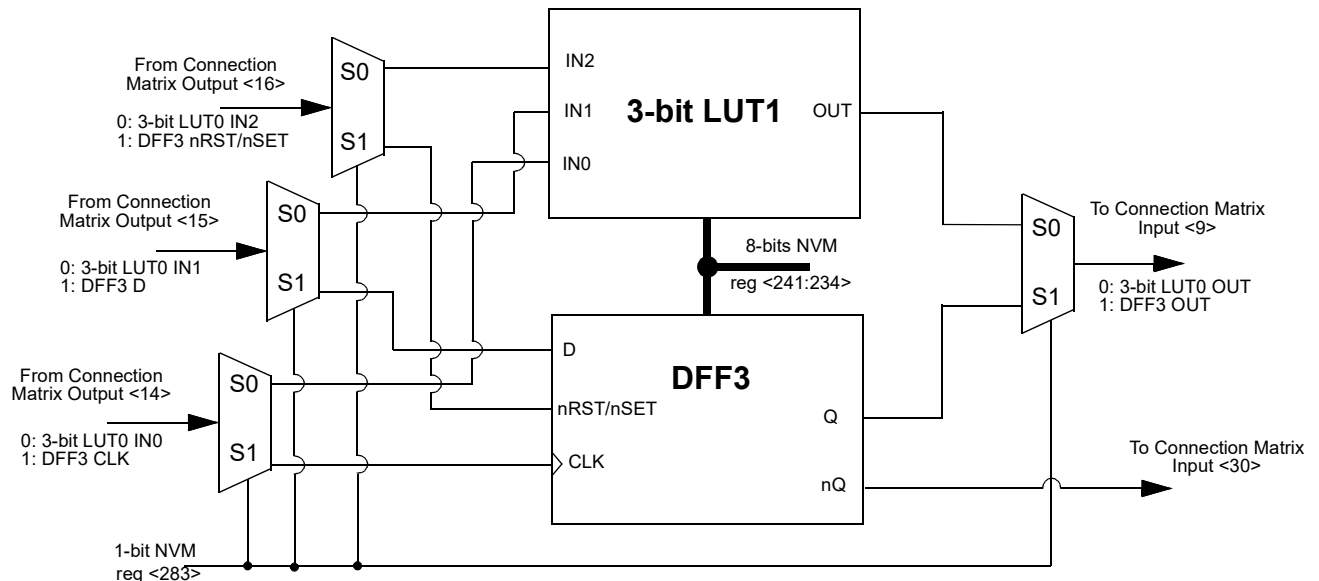 From Connection
Matrix Output <16>
0: 3-bit LUT0 IN2
1: DFF3 nRST/nSET
S0
S1
From Connection
Matrix Output <15>
0: 3-bit LUT0 IN1
1: DFF3 D
S0
S1
From Connection
Matrix Output <14>
0: 3-bit LUT0 IN0
1: DFF3 CLK
S0
S1
1-bit NVM
reg <283>
IN2
IN1
IN0
3-bit LUT1
OUT
8-bits NVM
reg <241:234>
D
nRST/nSET
CLK
DFF3
Q
nQ
S0
S1
To Connection Matrix
Input <9>
0: 3-bit LUT0 OUT
1: DFF3 OUT
To Connection Matrix
Input <30>